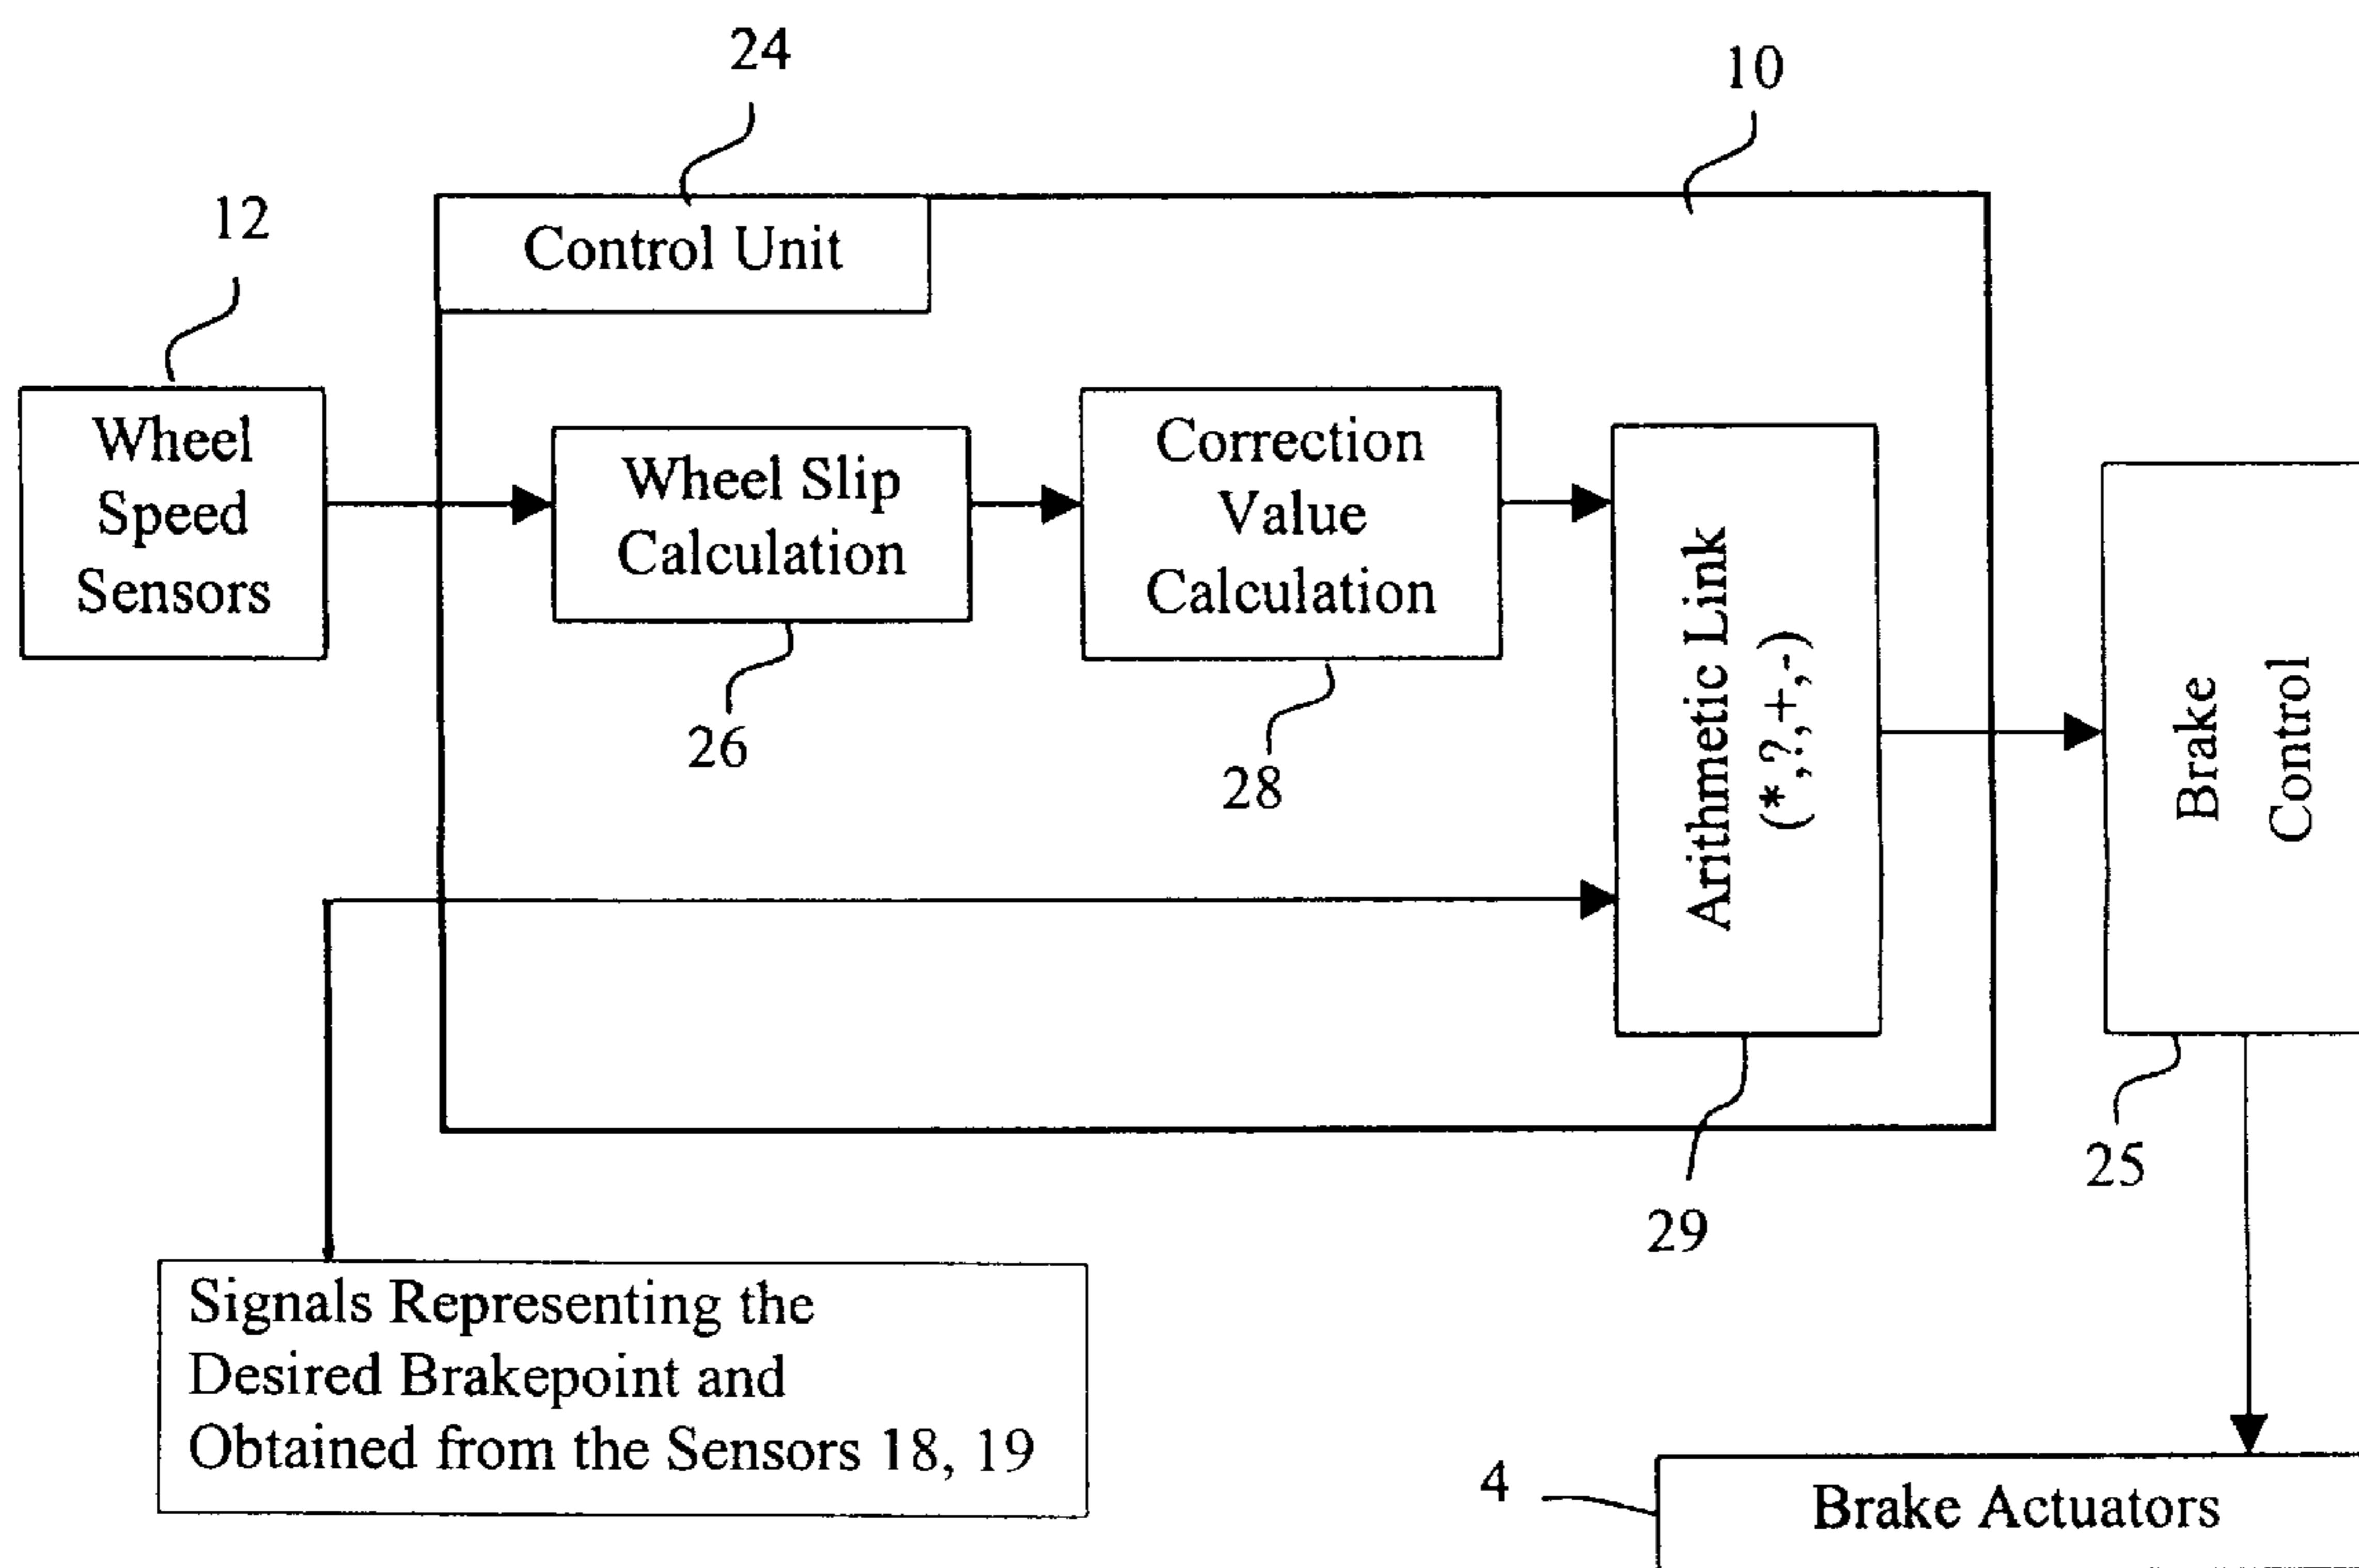 24
10
12
Control Unit
Wheel
Speed
Sensors
Wheel Slip
Calculation
Correction
Value
Calculation
Arithmetic Link
(*,?,+,-)
Brake
Control
26
28
25
29
Signals Representing the
Desired Brakepoint and
Obtained from the Sensors 18, 19
4
Brake Actuators